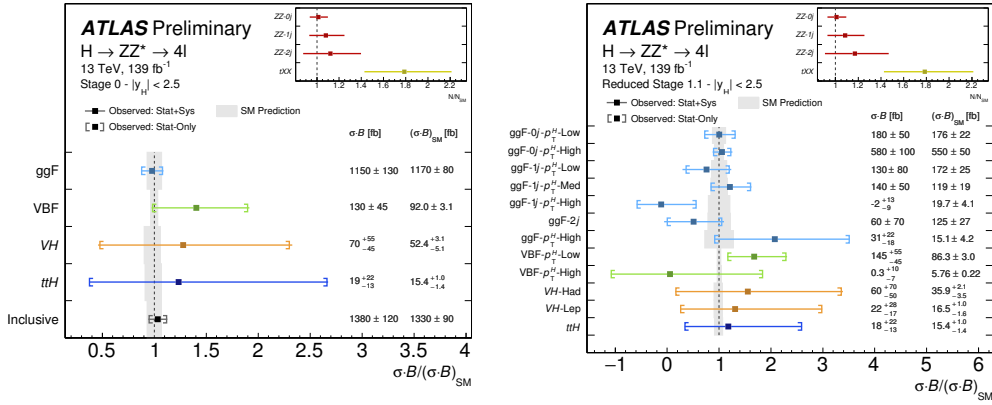 ATLAS Preliminary
H → ZZ* → 4l
13 TeV, 139 fb⁻¹
Stage 0 - |y_H| < 2.5
ZZ-0j
ZZ-1j
ZZ-2j
tXX
1 1.2 1.4 1.6 1.8 2 2.2
N/N_SM
Observed: Stat+Sys
SM Prediction
Observed: Stat-Only
σ·B [fb] (σ·B)_SM [fb]
ggF 1150 ± 130 1170 ± 80
VBF 130 ± 45 92.0 ± 3.1
VH 70 +55 −45 52.4 +3.1 −5.1
ttH 19 +22 −13 15.4 +1.0 −1.4
Inclusive 1380 ± 120 1330 ± 90
0.5 1 1.5 2 2.5 3 3.5 4
σ·B/(σ·B)_SM
ATLAS Preliminary
H → ZZ* → 4l
13 TeV, 139 fb⁻¹
Reduced Stage 1.1 - |y_H| < 2.5
ZZ-0j
ZZ-1j
ZZ-2j
tXX
1 1.2 1.4 1.6 1.8 2 2.2
N/N_SM
Observed: Stat+Sys
SM Prediction
Observed: Stat-Only
σ·B [fb] (σ·B)_SM [fb]
ggF-0j-p_T^H-Low 180 ± 50 176 ± 22
ggF-0j-p_T^H-High 580 ± 100 550 ± 50
ggF-1j-p_T^H-Low 130 ± 80 172 ± 25
ggF-1j-p_T^H-Med 140 ± 50 119 ± 19
ggF-1j-p_T^H-High -2 +13 −9 19.7 ± 4.1
ggF-2j 60 ± 70 125 ± 27
ggF-p_T^H-High 31 +22 −18 15.1 ± 4.2
VBF-p_T^H-Low 145 +55 −45 86.3 ± 3.0
VBF-p_T^H-High 0.3 +10 −7 5.76 ± 0.22
VH-Had 60 +70 −50 35.9 +2.1 −3.5
VH-Lep 22 +28 −17 16.5 +1.0 −1.6
ttH 18 +22 −13 15.4 +1.0 −1.4
−1 0 1 2 3 4 5 6
σ·B/(σ·B)_SM